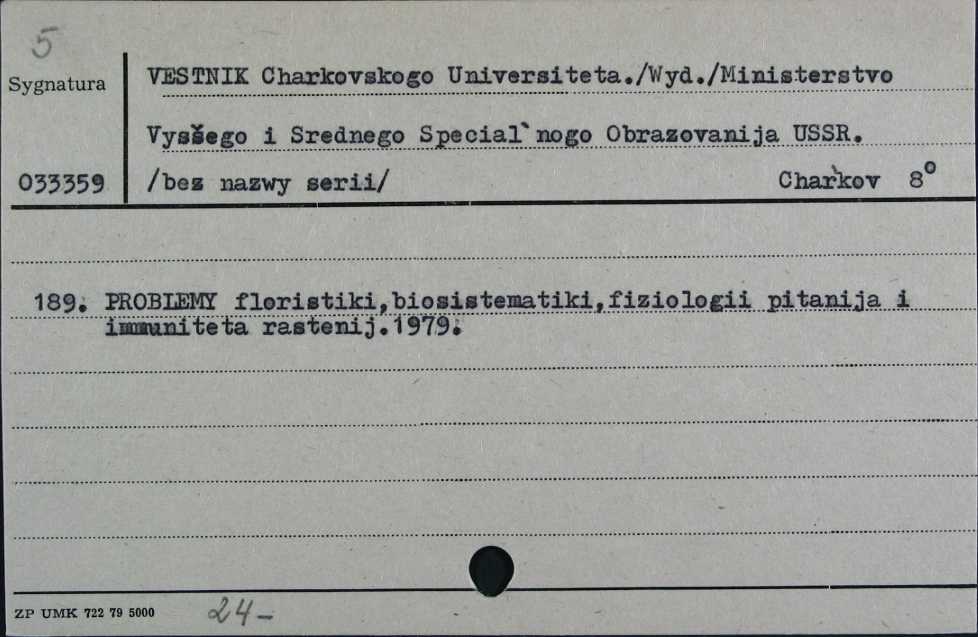 5
Sygnatura
VESTNIK Charkovskogo Universiteta./Wyd./Ministerstvo
Vysšego i Srednego Special`nogo Obrazovanija USSR.
033359 /bez nazwy serii/ Charkov 8°
189. PROBLEMY floristiki,biosistematiki,fiziologii pitanija i
immuniteta rastenij.1979.
ZP UMK 722 79 5000 24-